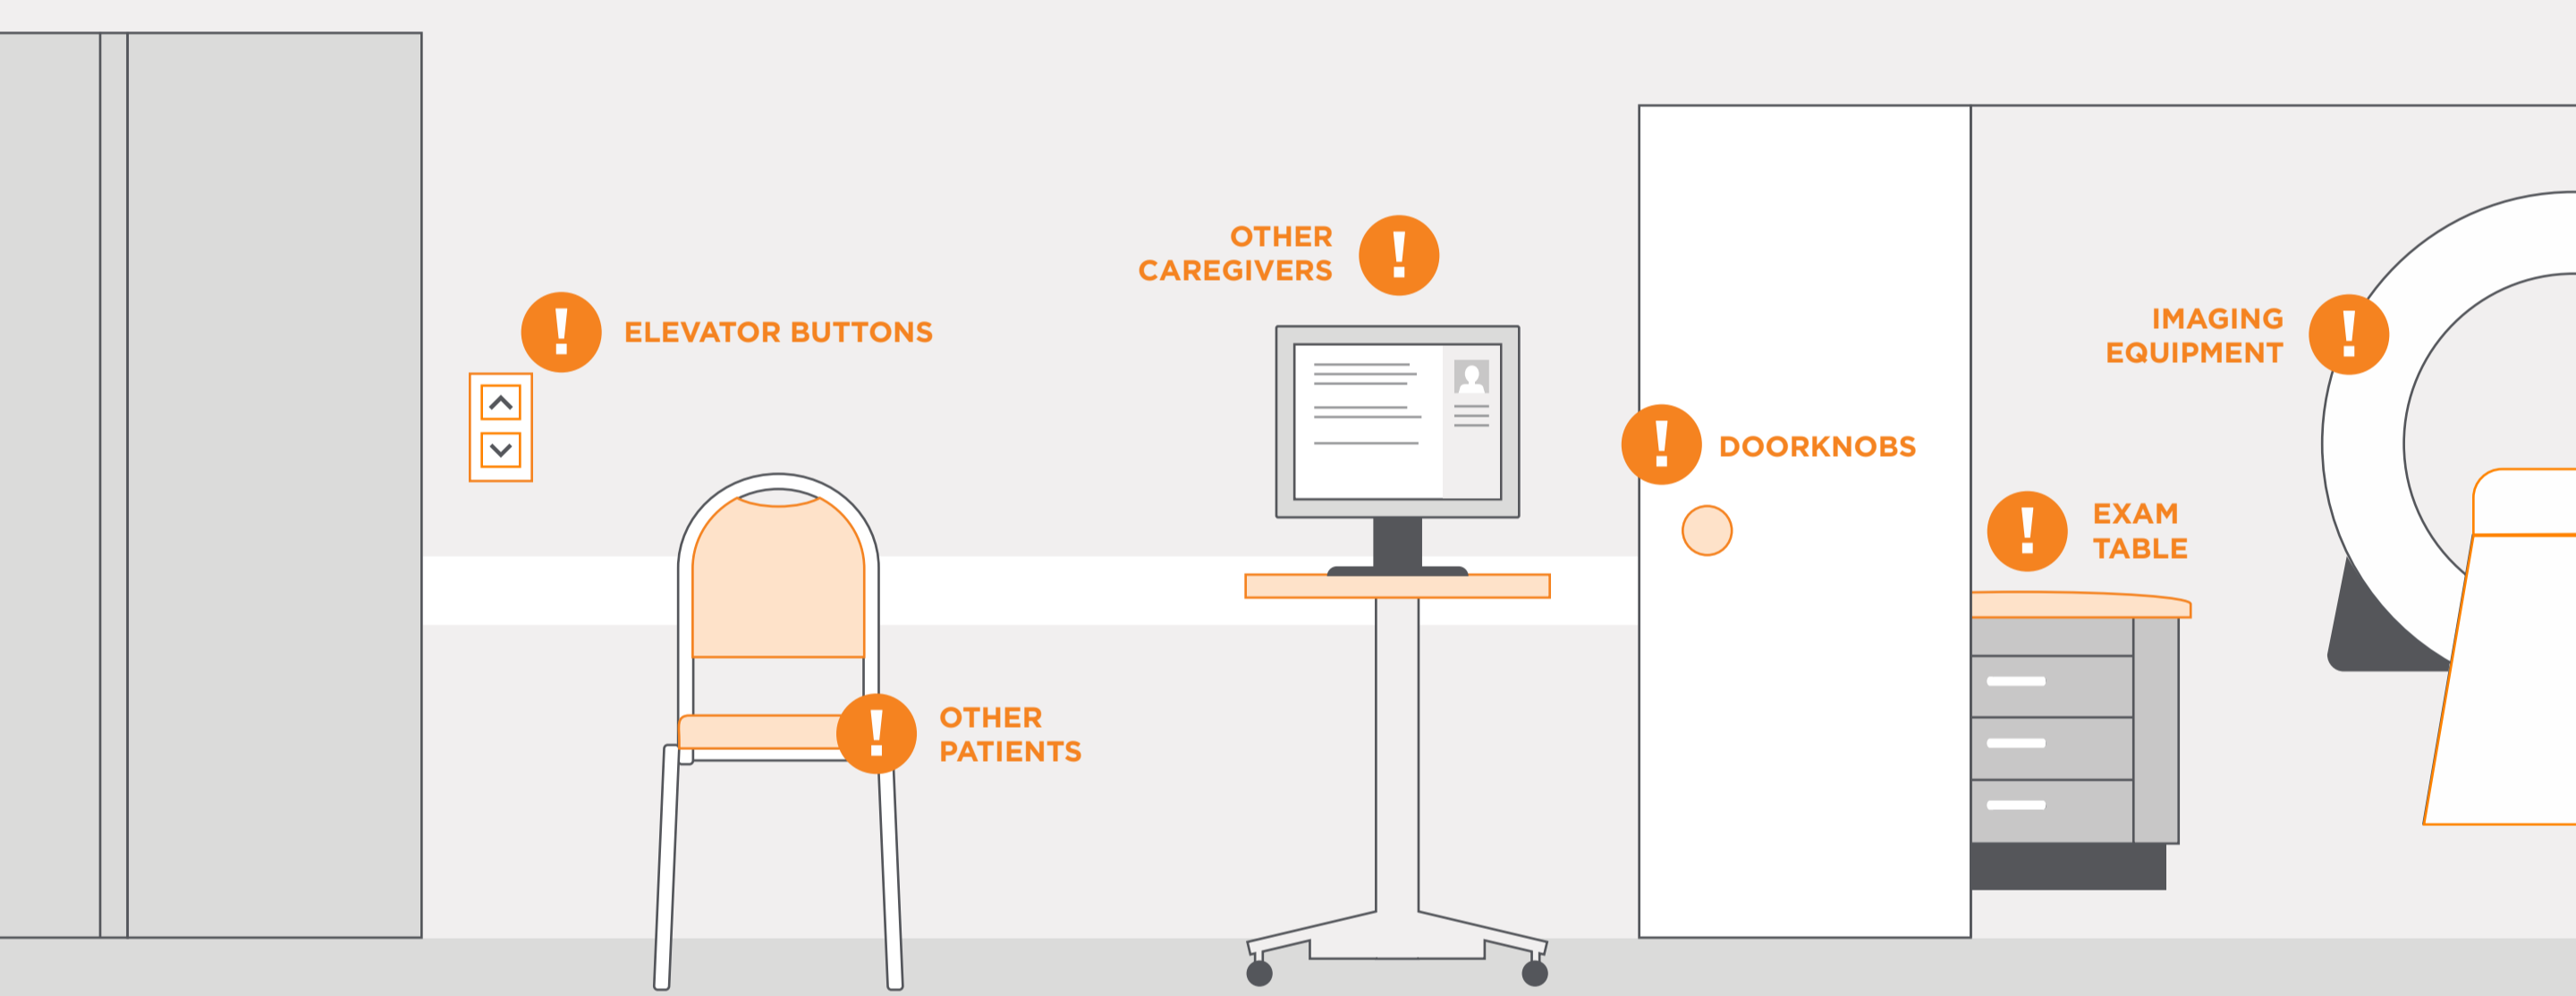 ELEVATOR BUTTONS
OTHER
PATIENTS
OTHER
CAREGIVERS
!
DOORKNOBS
EXAM
TABLE
IMAGING
EQUIPMENT